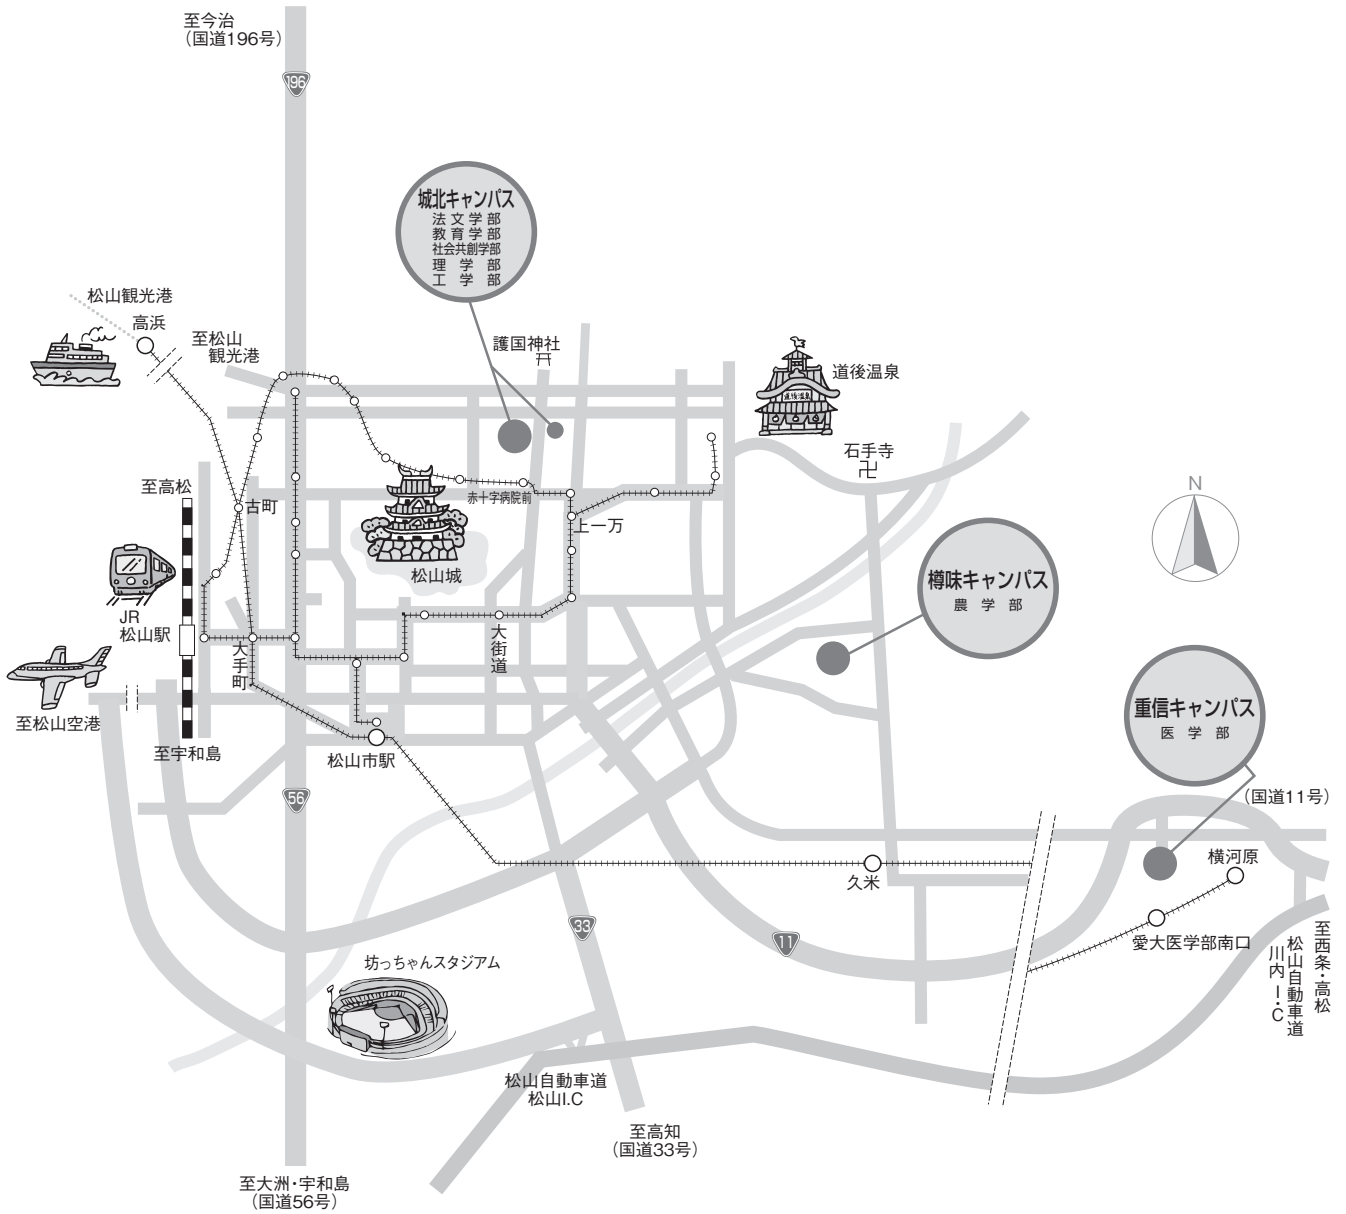 至今治
（国道196号）
196
城北キャンパス
法文学部
教育学部
社会共創学部
理学部
工学部
松山観光港
高浜
至松山
観光港
護国神社
道後温泉
道後温泉
石手寺
卍
N
至高松
古町
赤十字病院前
上一万
樽味キャンパス
農学部
松山城
JR
松山駅
大手町
大街道
重信キャンパス
医学部
至松山空港
至宇和島
松山市駅
56
（国道11号）
横河原
久米
33
11
愛大医学部南口
至西条・高松
松山自動車道
川内I・C
坊っちゃんスタジアム
松山自動車道
松山I.C
至高知
（国道33号）
至大洲・宇和島
（国道56号）